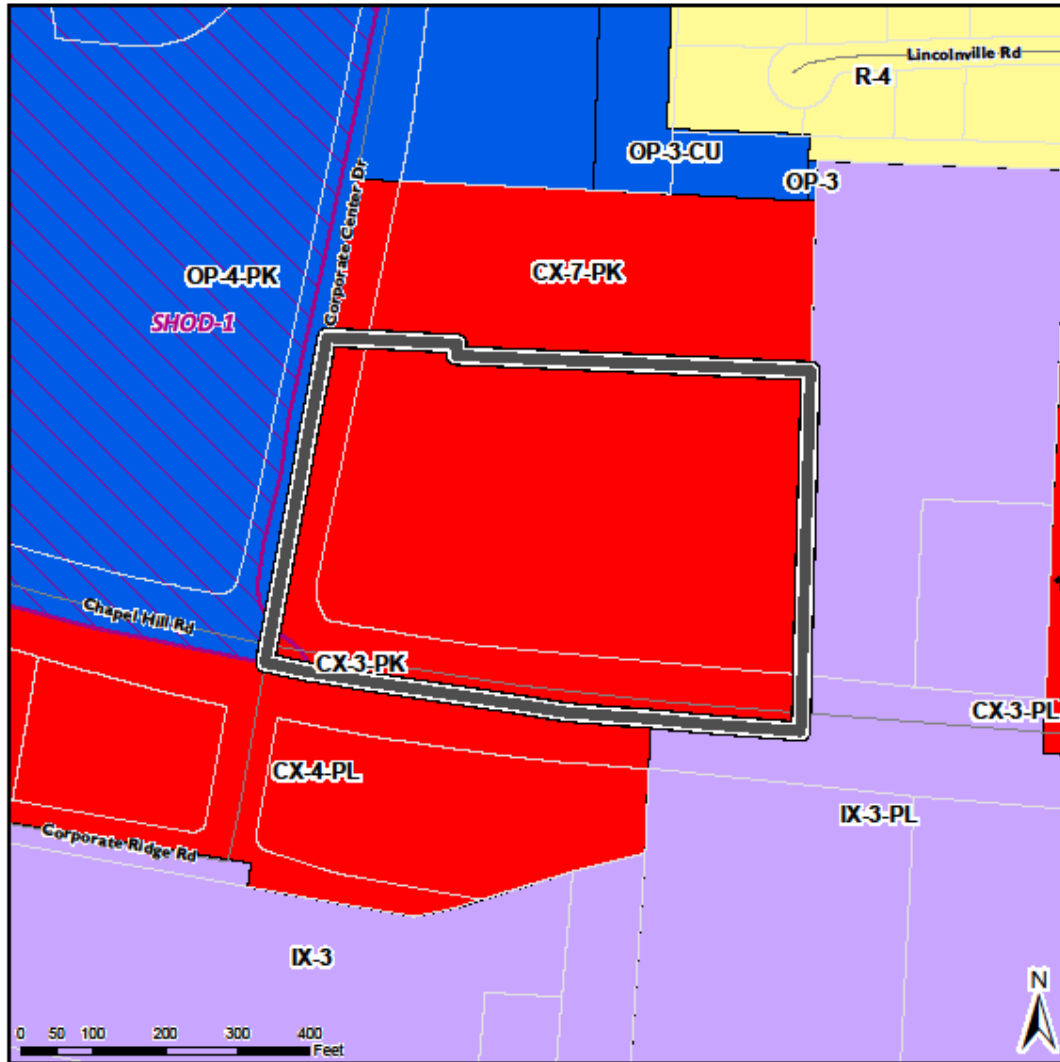 Lincolnville Rd
R-4
OP-3-CU
OP-3
Corporate Center Dr
OP-4-PK
CX-7-PK
SHOD-1
Chapel Hill Rd
CX-3-PK
CX-3-PL
CX-4-PL
IX-3-PL
Corporate Ridge Rd
IX-3
N
0 50 100 200 300 400
Feet